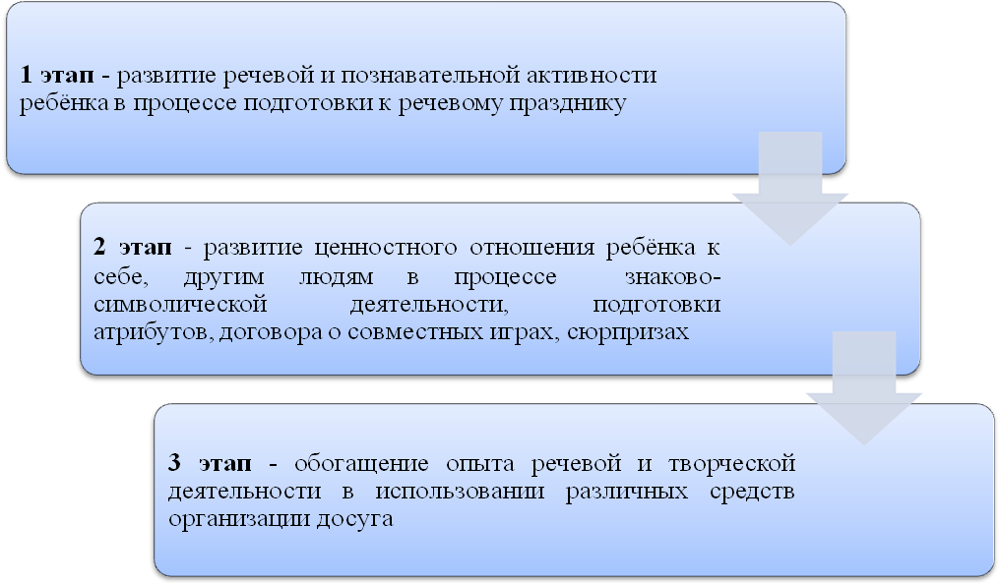 1 этап - развитие речевой и познавательной активности
ребёнка в процессе подготовки к речевому празднику
2 этап - развитие ценностного отношения ребёнка к
себе, другим людям в процессе знаково-
символической деятельности, подготовки
атрибутов, договора о совместных играх, сюрпризах
3 этап - обогащение опыта речевой и творческой
деятельности в использовании различных средств
организации досуга